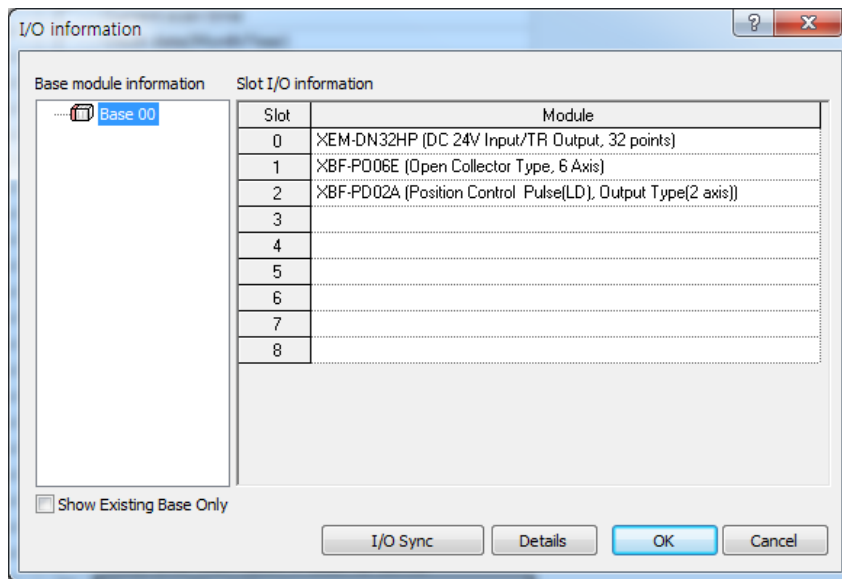 I/O information
Base module information
Slot I/O information
Base 00
Slot Module
0 XEM-DN32HP (DC 24V Input/TR Output, 32 points)
1 XBF-PO06E (Open Collector Type, 6 Axis)
2 XBF-PD02A (Position Control Pulse(LD), Output Type(2 axis))
3
4
5
6
7
8
Show Existing Base Only
I/O Sync Details OK Cancel